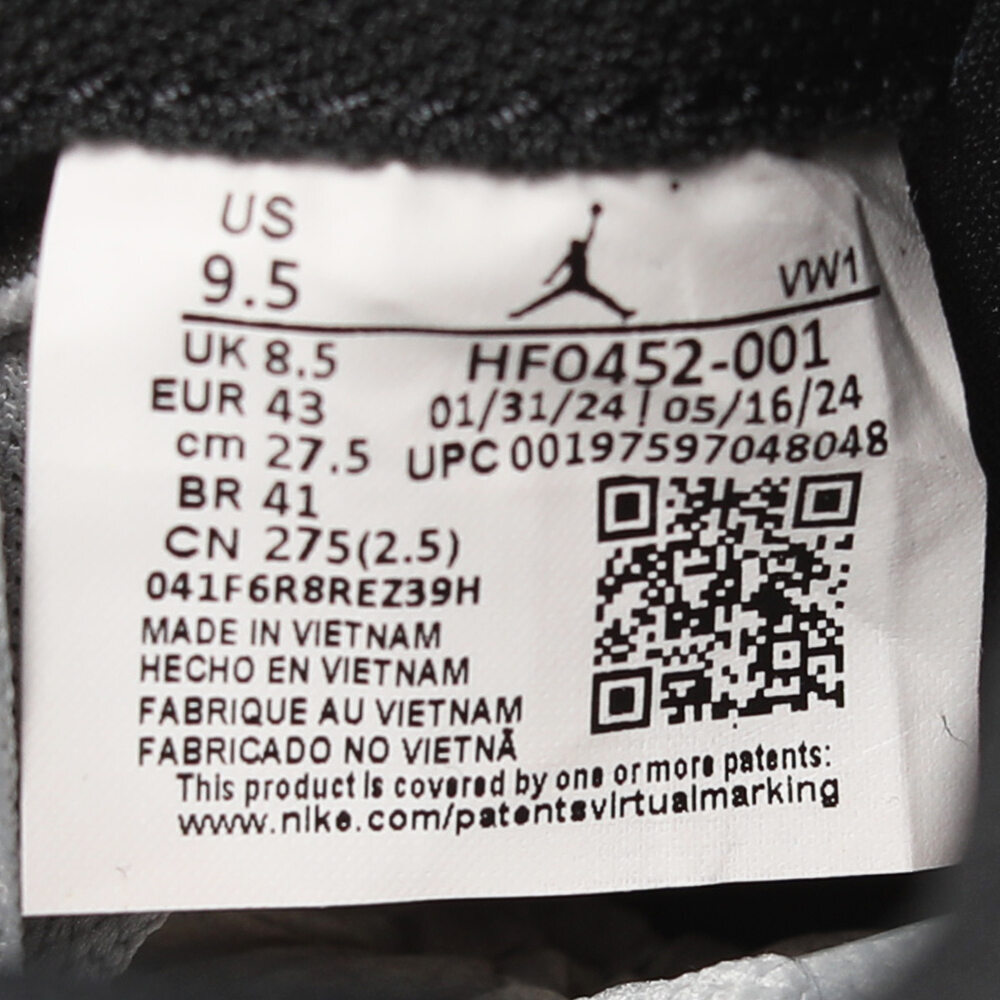 US
9.5
VW1
UK 8.5
HF0452-001
EUR 43
01/31/24 | 05/16/24
cm 27.5
UPC 00197597048048
BR 41
CN 275(2.5)
041F6R8REZ39H
MADE IN VIETNAM
HECHO EN VIETNAM
FABRIQUE AU VIETNAM
FABRICADO NO VIETNÃ
This product is covered by one or more patents:
www.nike.com/patentsvirtualmarking